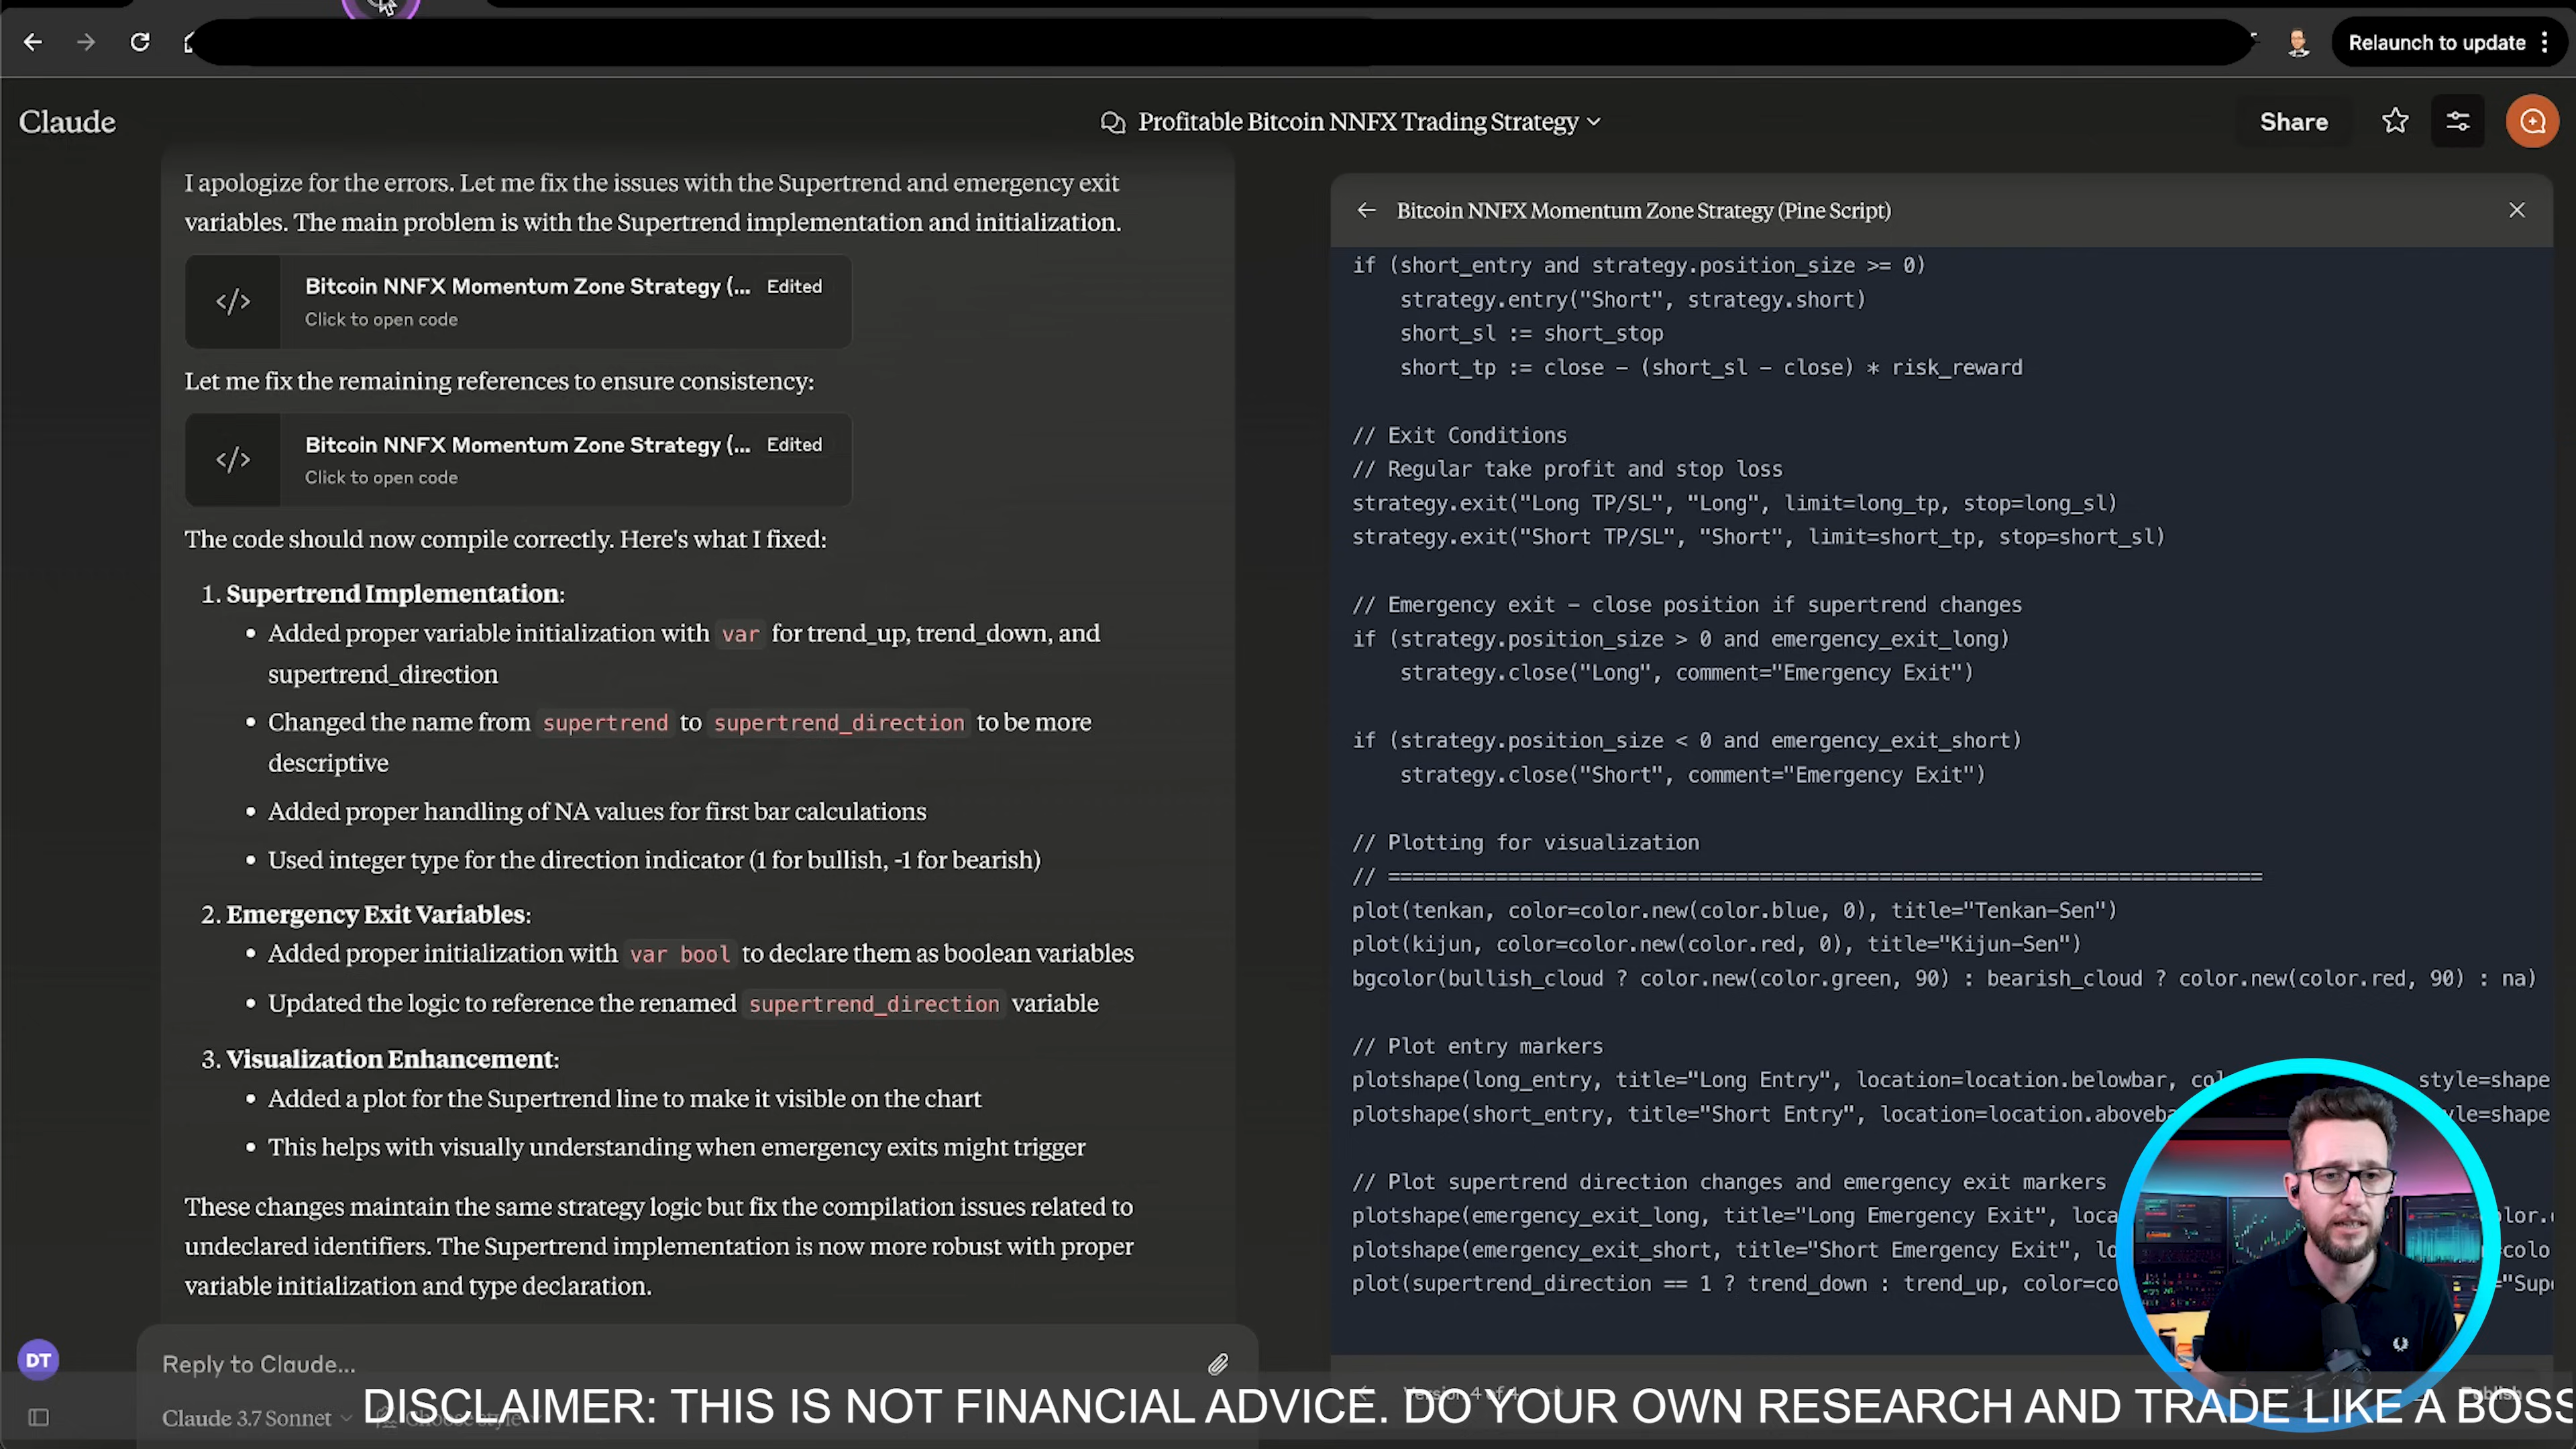 Relaunch to update
Claude
Profitable Bitcoin NNFX Trading Strategy
Share
I apologize for the errors. Let me fix the issues with the Supertrend and emergency exit
variables. The main problem is with the Supertrend implementation and initialization.
Bitcoin NNFX Momentum Zone Strategy (... Edited
Click to open code
Let me fix the remaining references to ensure consistency:
Bitcoin NNFX Momentum Zone Strategy (... Edited
Click to open code
The code should now compile correctly. Here's what I fixed:
1. Supertrend Implementation:
• Added proper variable initialization with var for trend_up, trend_down, and
supertrend_direction
• Changed the name from supertrend to supertrend_direction to be more
descriptive
• Added proper handling of NA values for first bar calculations
• Used integer type for the direction indicator (1 for bullish, -1 for bearish)
2. Emergency Exit Variables:
• Added proper initialization with var bool to declare them as boolean variables
• Updated the logic to reference the renamed supertrend_direction variable
3. Visualization Enhancement:
• Added a plot for the Supertrend line to make it visible on the chart
• This helps with visually understanding when emergency exits might trigger
These changes maintain the same strategy logic but fix the compilation issues related to
undeclared identifiers. The Supertrend implementation is now more robust with proper
variable initialization and type declaration.
DT
Reply to Claude...
Claude 3.7 Sonnet
Bitcoin NNFX Momentum Zone Strategy (Pine Script)
if (short_entry and strategy.position_size >= 0)
strategy.entry("Short", strategy.short)
short_sl := short_stop
short_tp := close - (short_sl - close) * risk_reward
// Exit Conditions
// Regular take profit and stop loss
strategy.exit("Long TP/SL", "Long", limit=long_tp, stop=long_sl)
strategy.exit("Short TP/SL", "Short", limit=short_tp, stop=short_sl)
// Emergency exit - close position if supertrend changes
if (strategy.position_size > 0 and emergency_exit_long)
strategy.close("Long", comment="Emergency Exit")
if (strategy.position_size < 0 and emergency_exit_short)
strategy.close("Short", comment="Emergency Exit")
// Plotting for visualization
// =========================================================================
plot(tenkan, color=color.new(color.blue, 0), title="Tenkan-Sen")
plot(kijun, color=color.new(color.red, 0), title="Kijun-Sen")
bgcolor(bullish_cloud ? color.new(color.green, 90) : bearish_cloud ? color.new(color.red, 90) : na)
// Plot entry markers
plotshape(long_entry, title="Long Entry", location=location.belowbar, col style=shape
plotshape(short_entry, title="Short Entry", location=location.aboveba yle=shape
// Plot supertrend direction changes and emergency exit markers
plotshape(emergency_exit_long, title="Long Emergency Exit", loca olor.
plotshape(emergency_exit_short, title="Short Emergency Exit", lo =colo
plot(supertrend_direction == 1 ? trend_down : trend_up, color=co ="Sup
DISCLAIMER: THIS IS NOT FINANCIAL ADVICE. DO YOUR OWN RESEARCH AND TRADE LIKE A BOSS